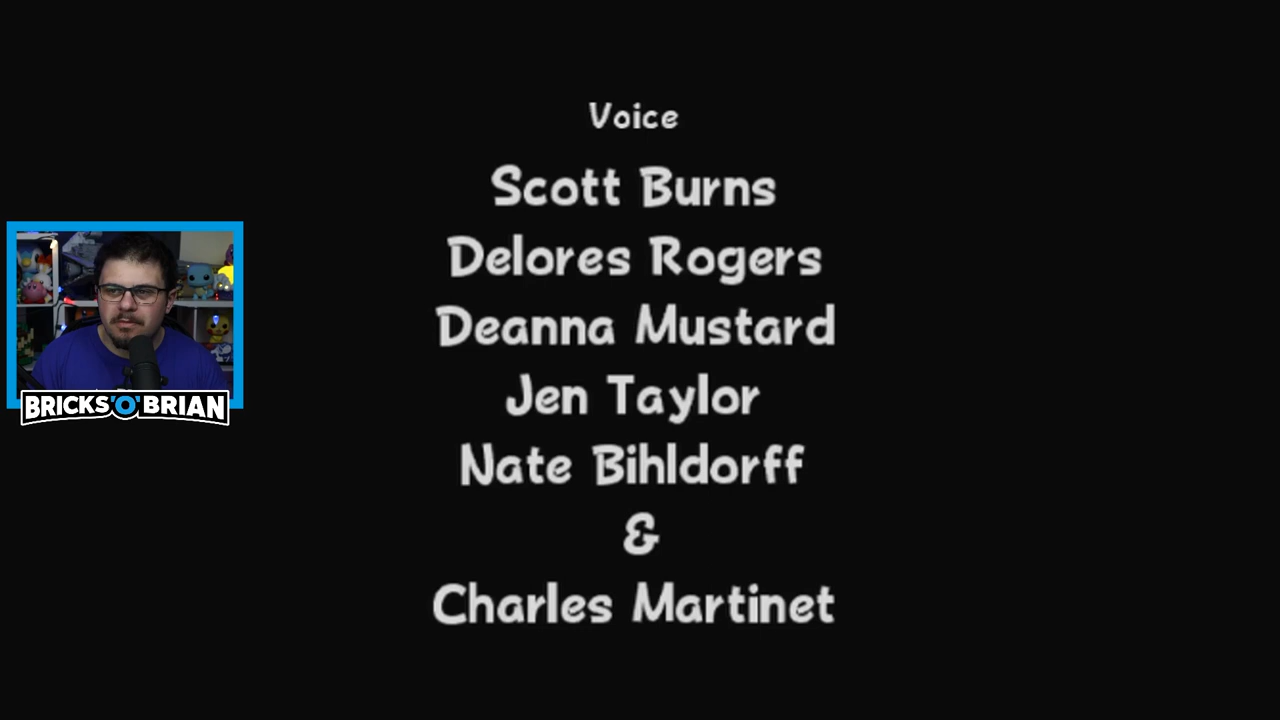 Voice
Scott Burns
Delores Rogers
Deanna Mustard
Jen Taylor
Nate Bihldorff
&
Charles Martinet
BRICKS'O'BRIAN